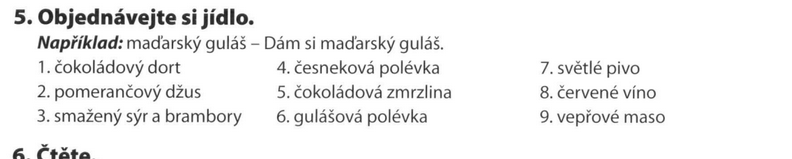 5. Objednávejte si jídlo.
Například: maďarský guláš – Dám si maďarský guláš.
1. čokoládový dort 4. česneková polévka 7. světlé pivo
2. pomerančový džus 5. čokoládová zmrzlina 8. červené víno
3. smažený sýr a brambory 6. gulášová polévka 9. vepřové maso
6. Čtěte.